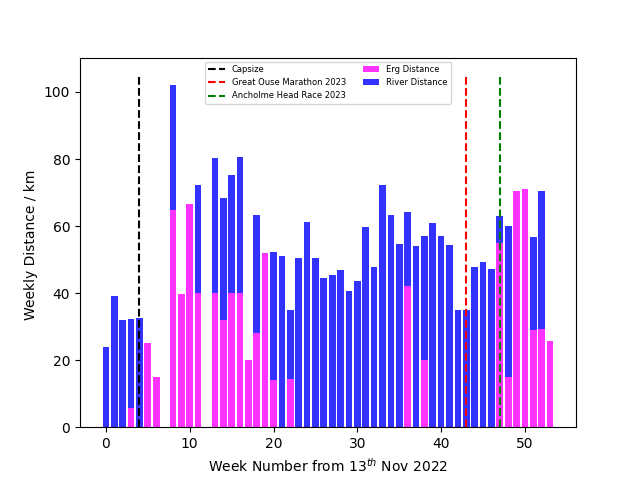 Capsize
Great Ouse Marathon 2023
Ancholme Head Race 2023
Erg Distance
River Distance
Weekly Distance / km
100
80
60
40
20
0
0 10 20 30 40 50
Week Number from 13th Nov 2022